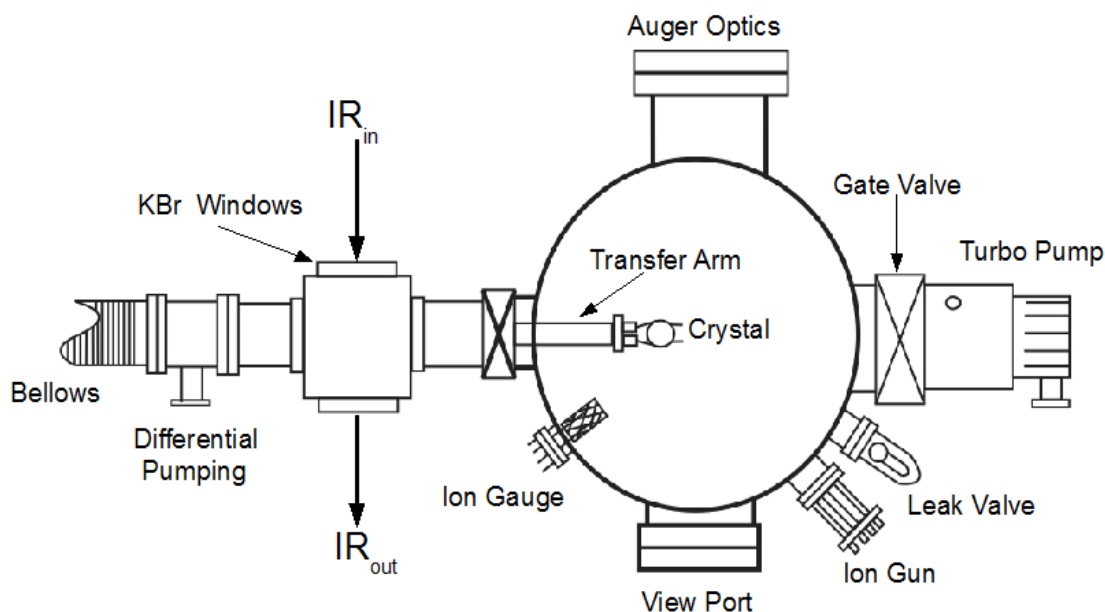 Auger Optics
IRin
KBr Windows
Gate Valve
Transfer Arm
Turbo Pump
Crystal
Bellows
Differential
Pumping
Ion Gauge
Leak Valve
IRout
Ion Gun
View Port